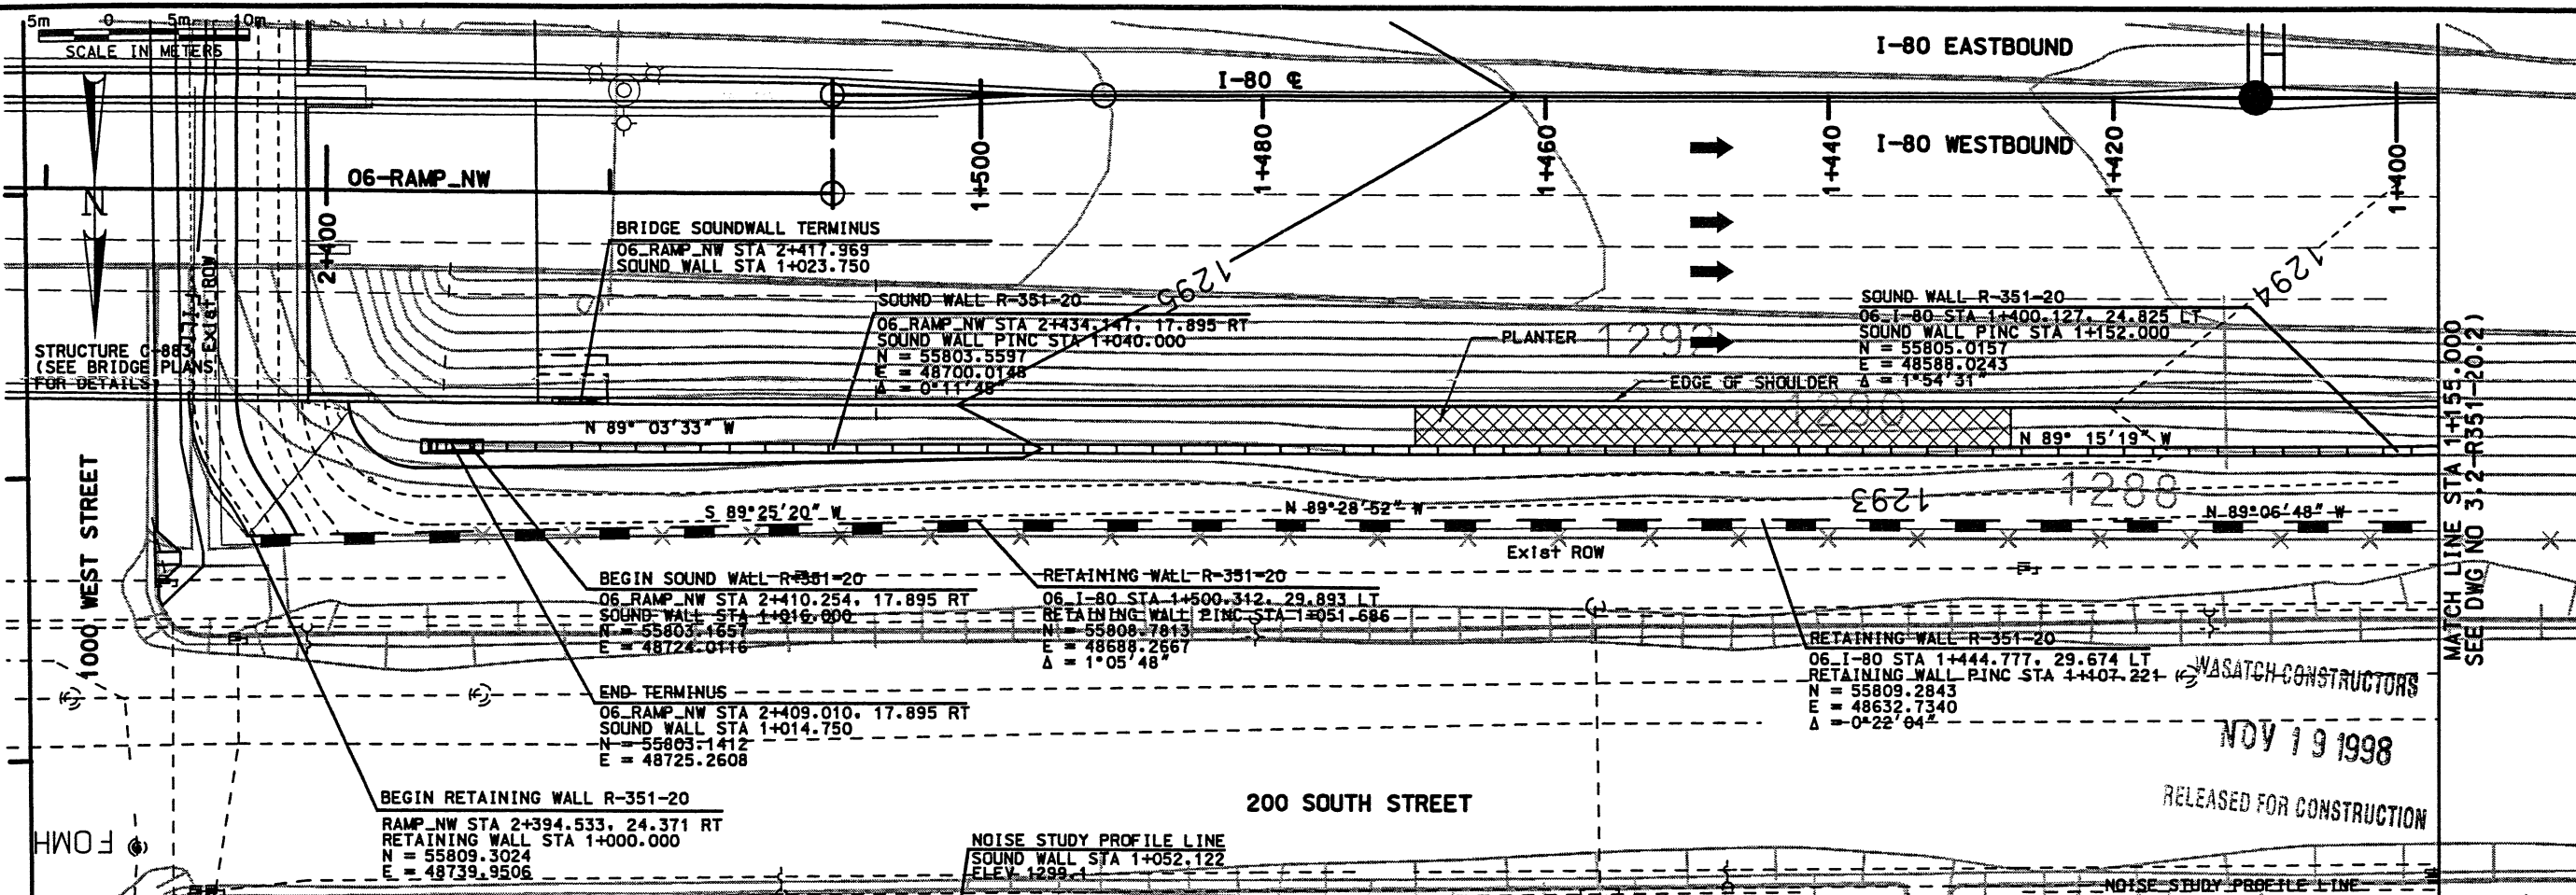 5m 0 5m 10m
SCALE IN METERS
I-80 EASTBOUND
I-80 ℄
I-80 WESTBOUND
1+500
1+480
1+460
1+440
1+420
1+400
06-RAMP_NW
2+400
N
Exist ROW
BRIDGE SOUNDWALL TERMINUS
06_RAMP_NW STA 2+417.969
SOUND WALL STA 1+023.750
1295
1294
SOUND WALL R-351-20
06_RAMP_NW STA 2+434.147, 17.895 RT
SOUND WALL PINC STA 1+040.000
N = 55803.5597
E = 48700.0148
Δ = 0°11'48"
PLANTER
1292
SOUND WALL R-351-20
06_I-80 STA 1+400.127, 24.825 LT
SOUND WALL PINC STA 1+152.000
N = 55805.0157
E = 48588.0243
Δ = 1°54'31"
EDGE OF SHOULDER
1290
STRUCTURE C-883
(SEE BRIDGE PLANS
FOR DETAILS)
N 89° 03'33" W
N 89° 15'19" W
1293
1288
S 89°25'20" W
N 89°28'52" W
N 89°06'48" W
Exist ROW
1000 WEST STREET
MATCH LINE STA 1+155.000
SEE DWG NO 3.2-R351-20.2)
BEGIN SOUND WALL R-351-20
06_RAMP_NW STA 2+410.254, 17.895 RT
SOUND WALL STA 1+016.000
N = 55803.1657
E = 48724.0116
RETAINING WALL R-351-20
06_I-80 STA 1+500.312, 29.893 LT
RETAINING WALL PINC STA 1+051.686
N = 55808.7813
E = 48688.2667
Δ = 1°05'48"
RETAINING WALL R-351-20
06_I-80 STA 1+444.777, 29.674 LT
RETAINING WALL PINC STA 1+107.221
N = 55809.2843
E = 48632.7340
Δ = 0°22'04"
END TERMINUS
06_RAMP_NW STA 2+409.010, 17.895 RT
SOUND WALL STA 1+014.750
N = 55803.1412
E = 48725.2608
WASATCH CONSTRUCTORS
NOV 19 1998
RELEASED FOR CONSTRUCTION
BEGIN RETAINING WALL R-351-20
RAMP_NW STA 2+394.533, 24.371 RT
RETAINING WALL STA 1+000.000
N = 55809.3024
E = 48739.9506
200 SOUTH STREET
FOMH
NOISE STUDY PROFILE LINE
SOUND WALL STA 1+052.122
ELEV 1299.1
NOISE STUDY PROFILE LINE